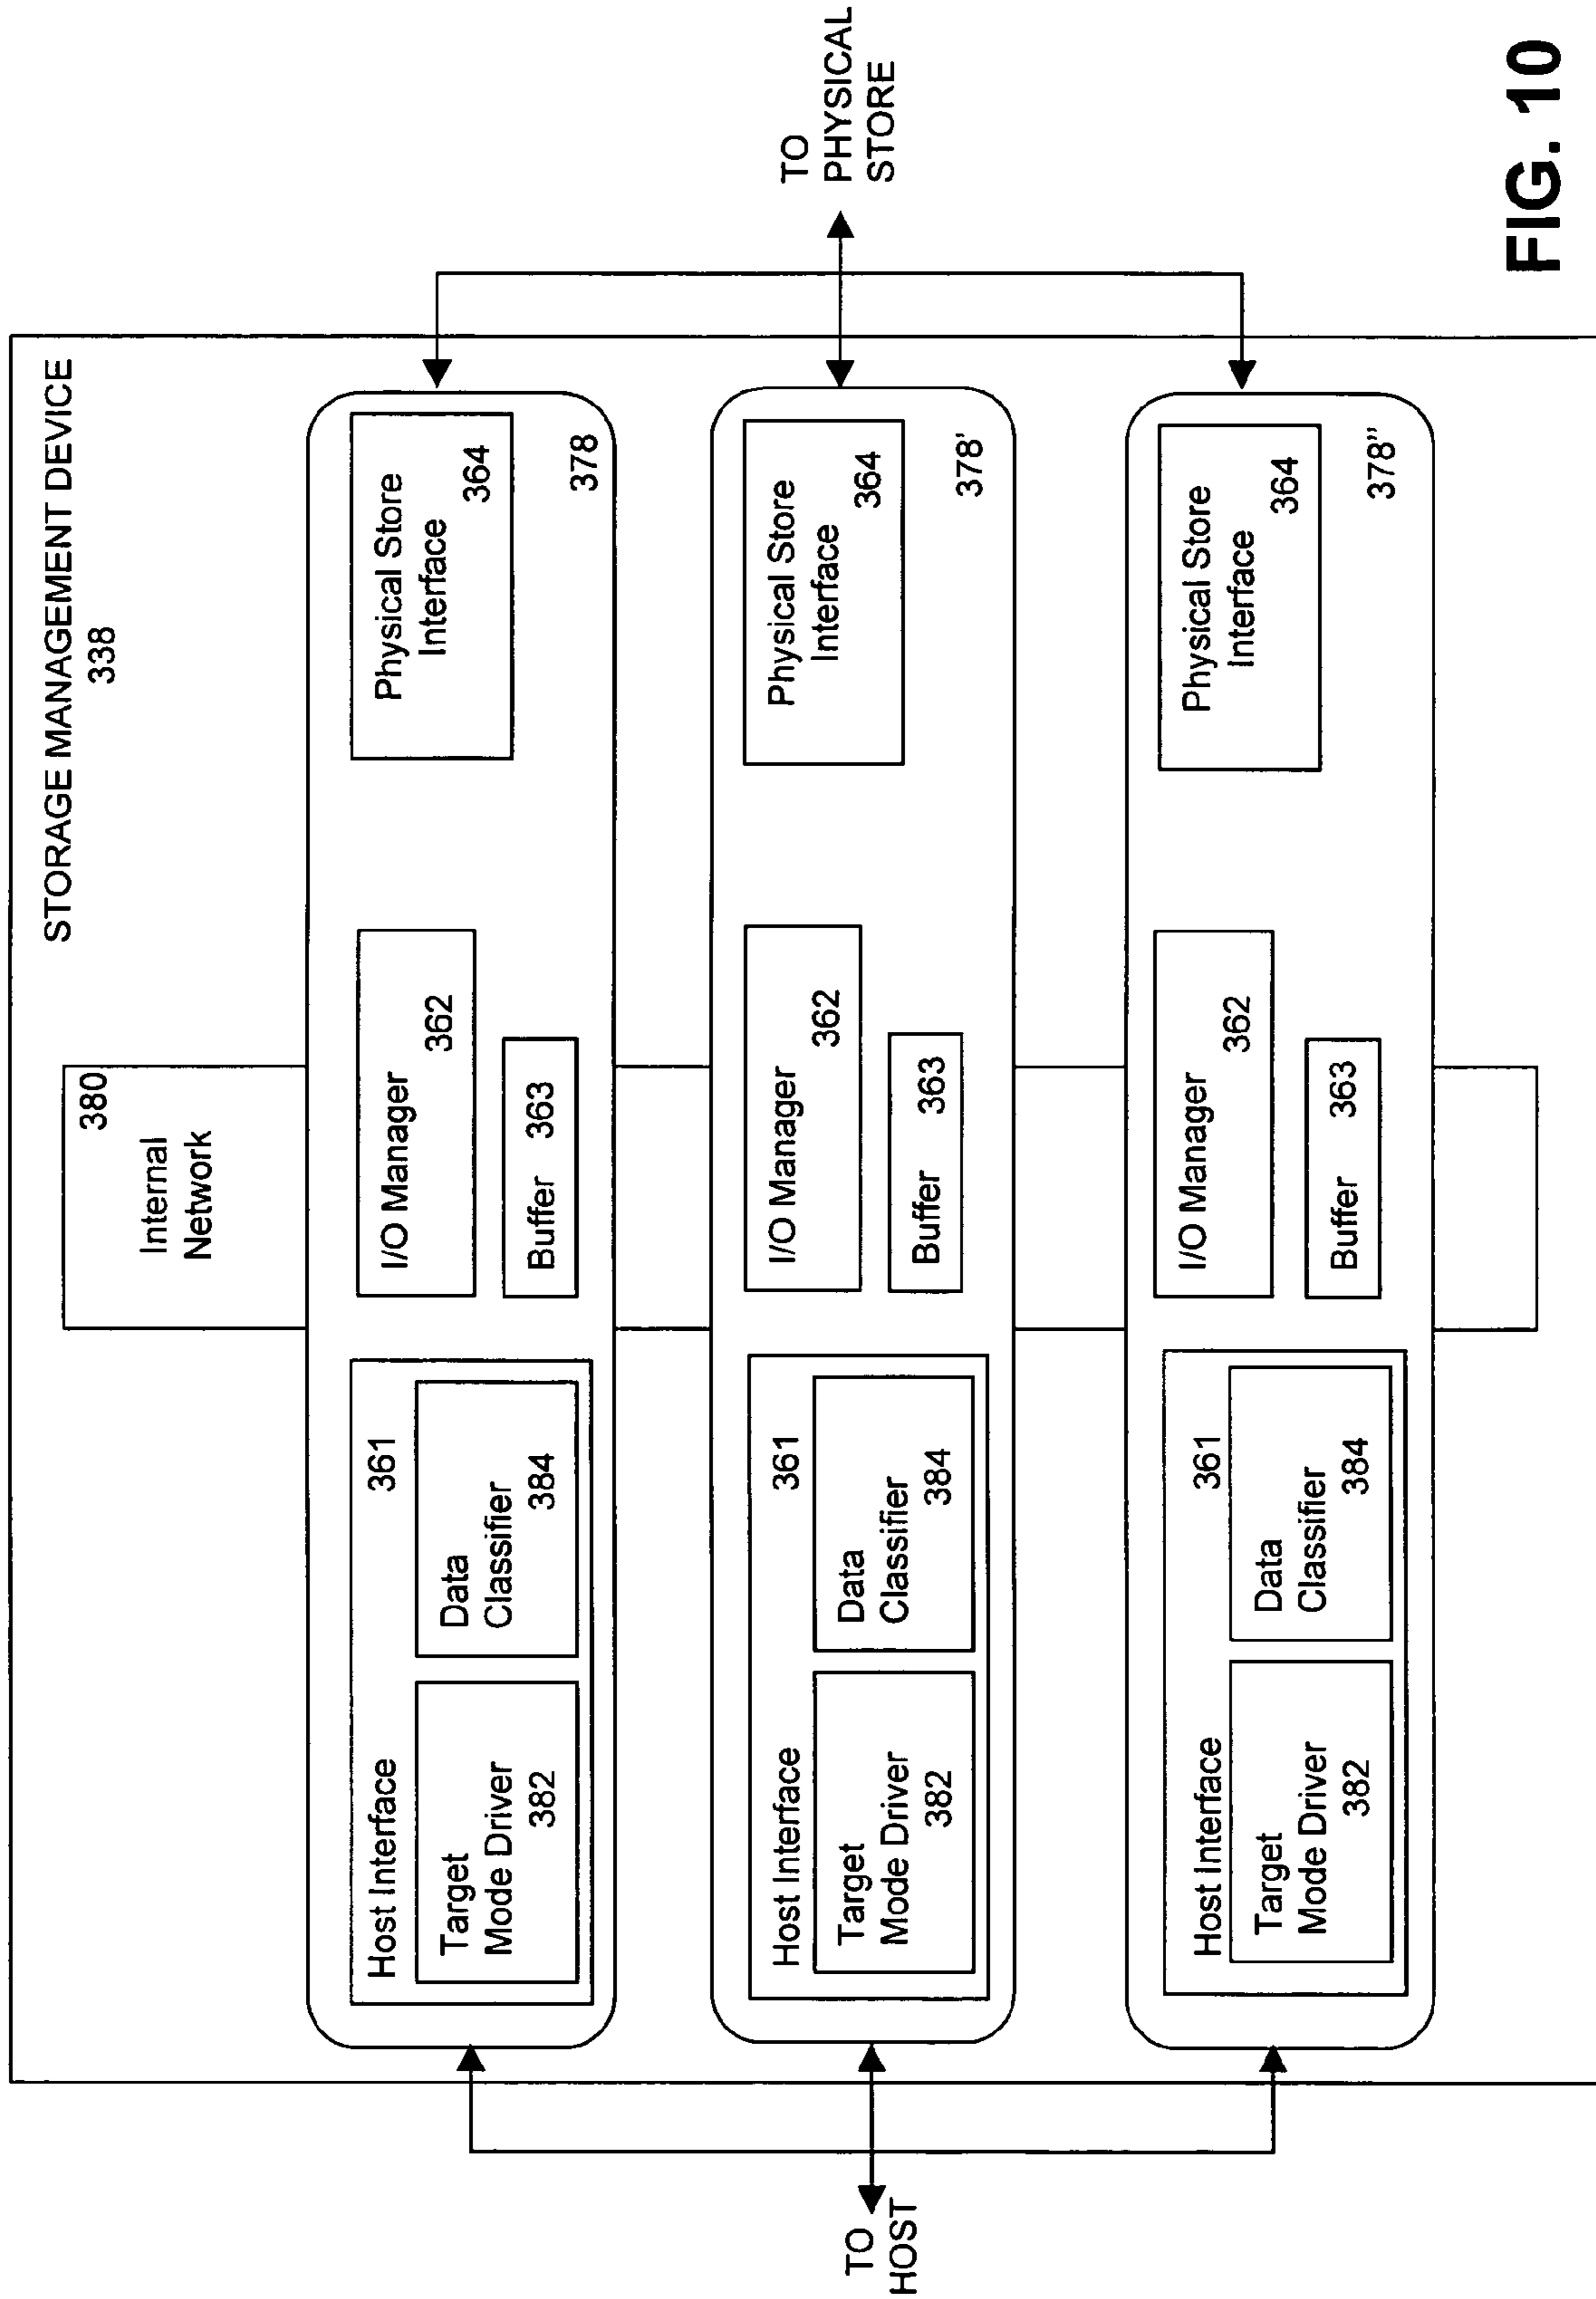 STORAGE MANAGEMENT DEVICE
338
380
Internal
Network
Host Interface
361
Target
Mode Driver
382
Data
Classifier
384
I/O Manager
362
Buffer 363
Physical Store
Interface
364
378
Host Interface
361
Target
Mode Driver
382
Data
Classifier
384
I/O Manager
362
Buffer 363
Physical Store
Interface
364
378'
Host Interface
361
Target
Mode Driver
382
Data
Classifier
384
I/O Manager
362
Buffer 363
Physical Store
Interface
364
378"
TO
HOST
TO
PHYSICAL
STORE
FIG. 10